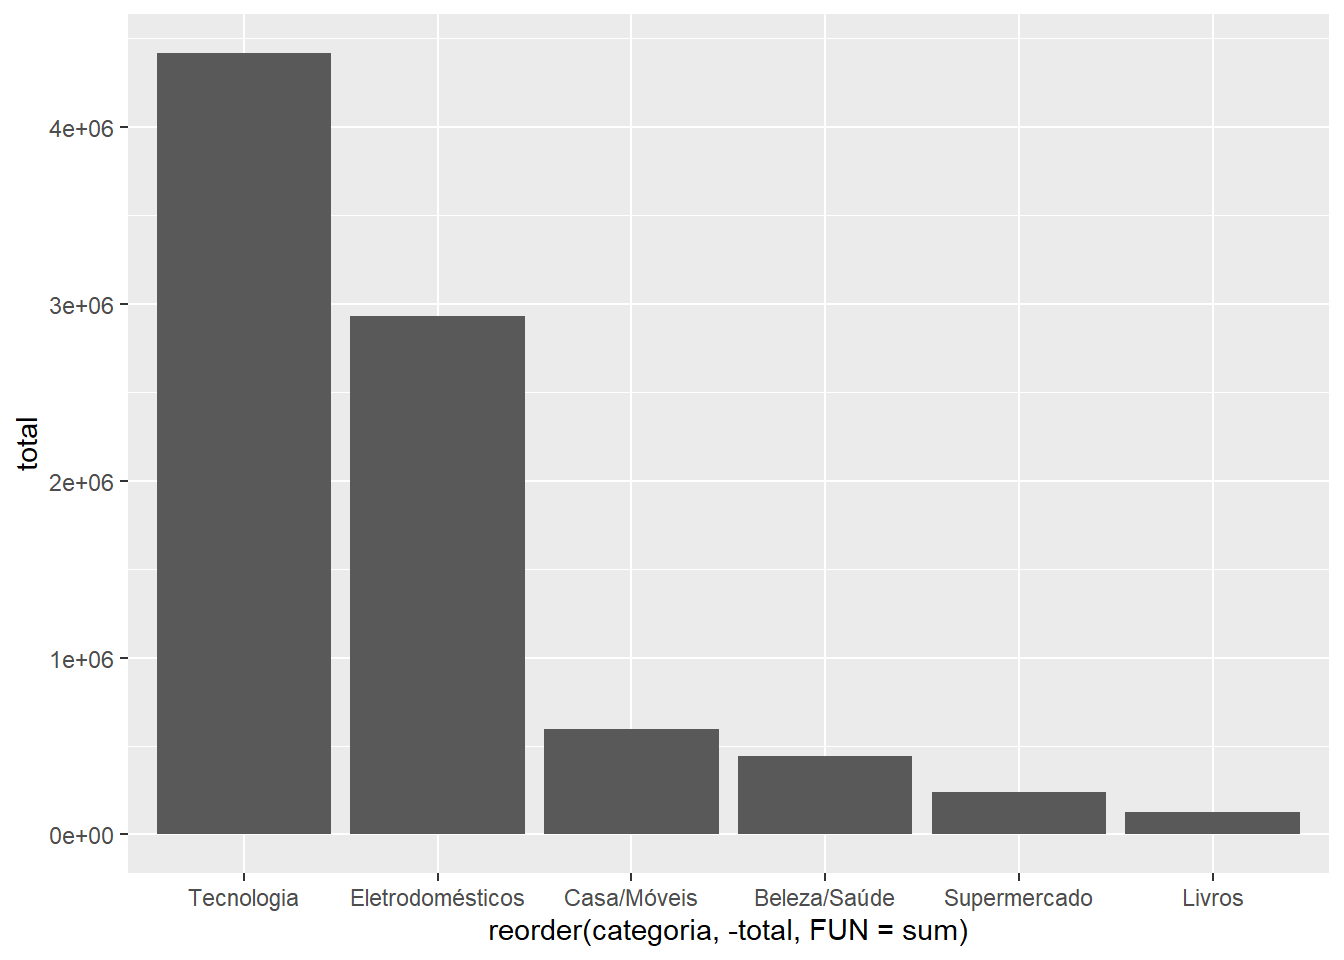 total
4e+06
3e+06
2e+06
1e+06
0e+00
Tecnologia Eletrodomésticos Casa/Móveis Beleza/Saúde Supermercado Livros
reorder(categoria, -total, FUN = sum)